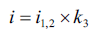 i = i₁,₂ × k₃